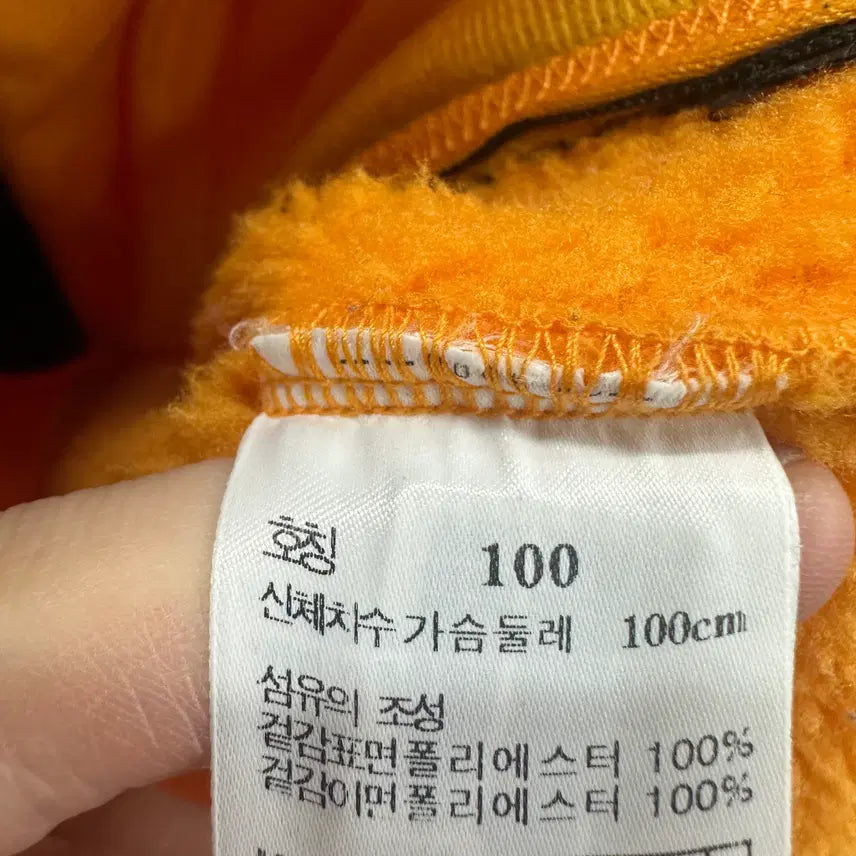 호칭 100
신체치수 가슴둘레 100cm
섬유의 조성
겉감표면폴리에스터 100%
겉감이면폴리에스터 100%